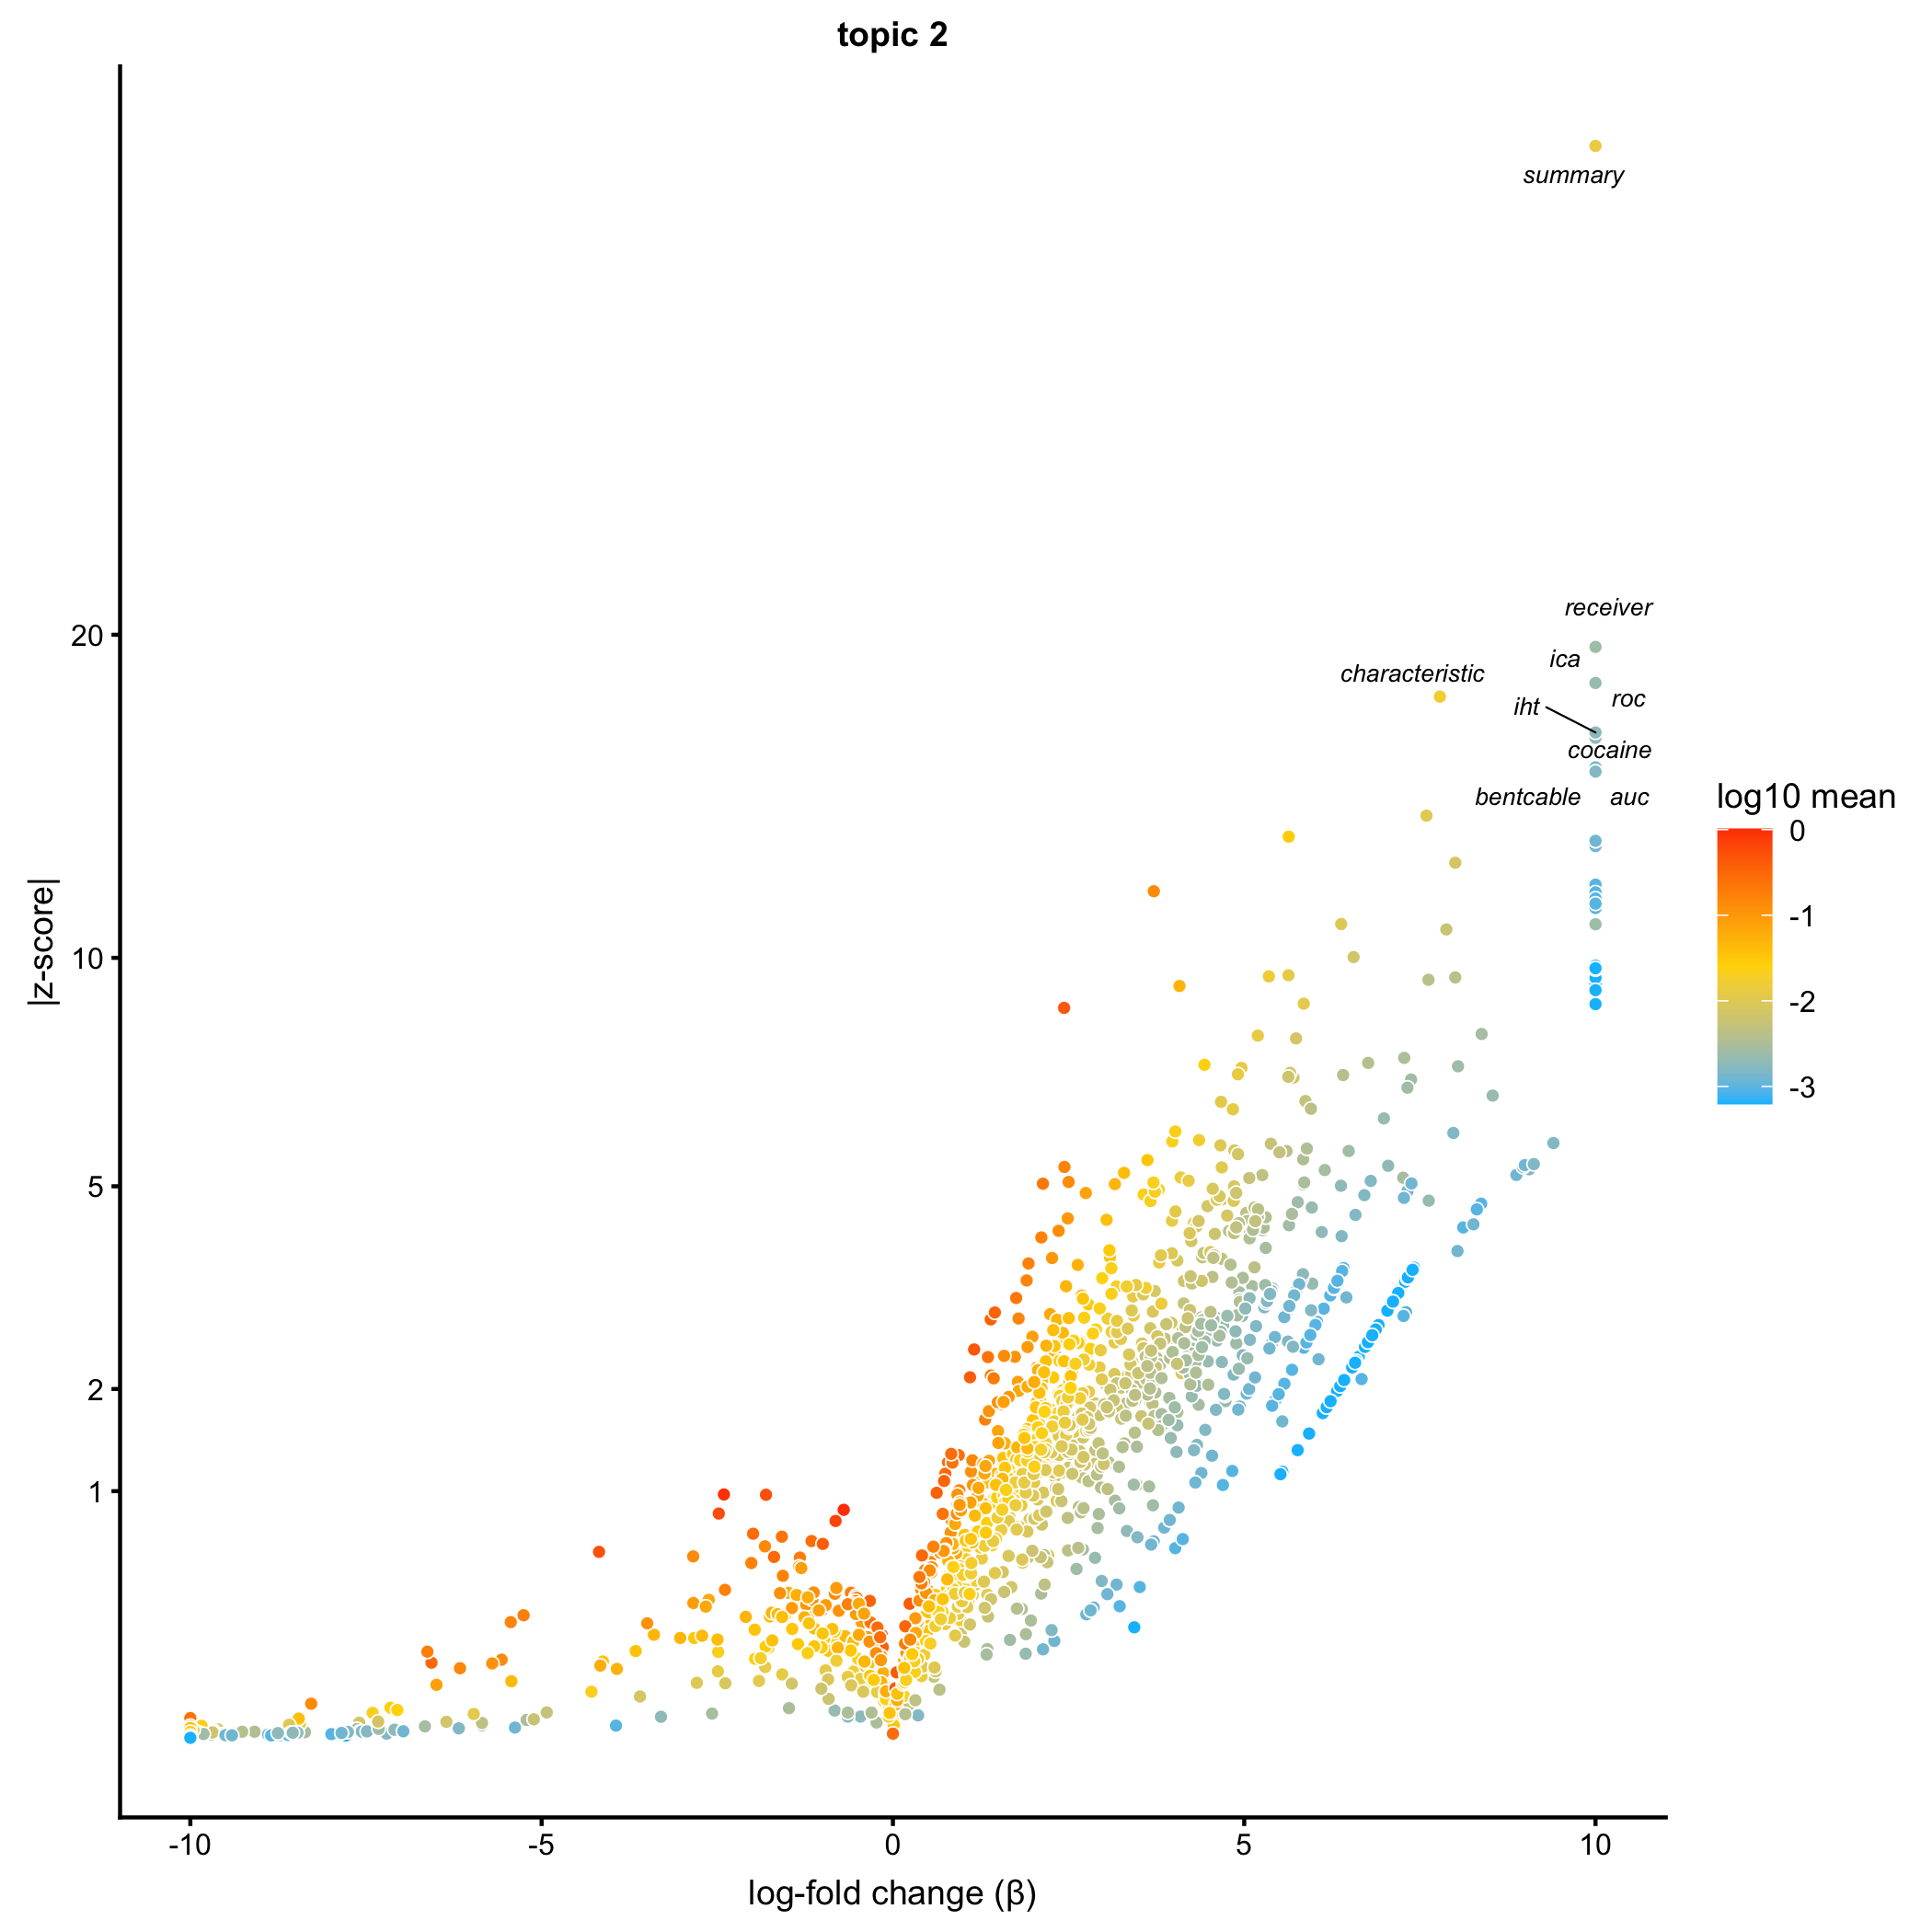 topic 2
summary
receiver
20
ica
characteristic
roc
iht
cocaine
bentcable
auc
log10 mean
0
-1
-2
-3
|z-score|
10
5
2
1
-10
-5
0
5
10
log-fold change (β)